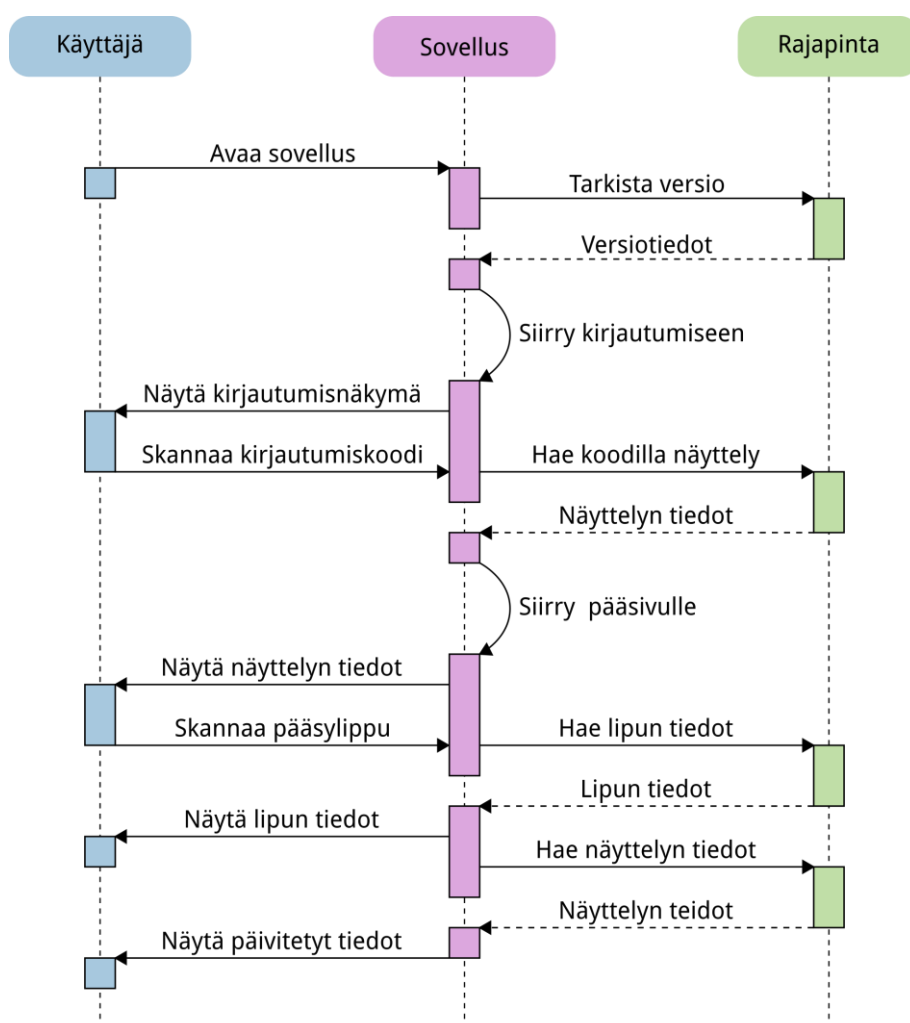 Käyttäjä
Sovellus
Rajapinta
Avaa sovellus
Tarkista versio
Versiotiedot
Siirry kirjautumiseen
Näytä kirjautumisnäkymä
Skannaa kirjautumiskoodi
Hae koodilla näyttely
Näyttelyn tiedot
Siirry  pääsivulle
Näytä näyttelyn tiedot
Skannaa pääsylippu
Hae lipun tiedot
Lipun tiedot
Näytä lipun tiedot
Hae näyttelyn tiedot
Näyttelyn teidot
Näytä päivitetyt tiedot